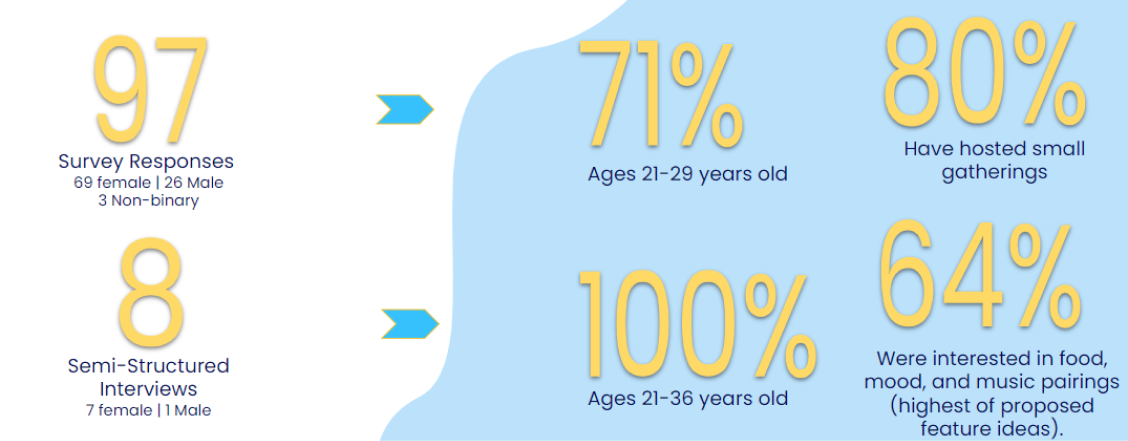 97
Survey Responses
69 female | 26 Male
3 Non-binary
71%
Ages 21-29 years old
80%
Have hosted small
gatherings
8
Semi-Structured
Interviews
7 female | 1 Male
100%
Ages 21-36 years old
64%
Were interested in food,
mood, and music pairings
(highest of proposed
feature ideas).